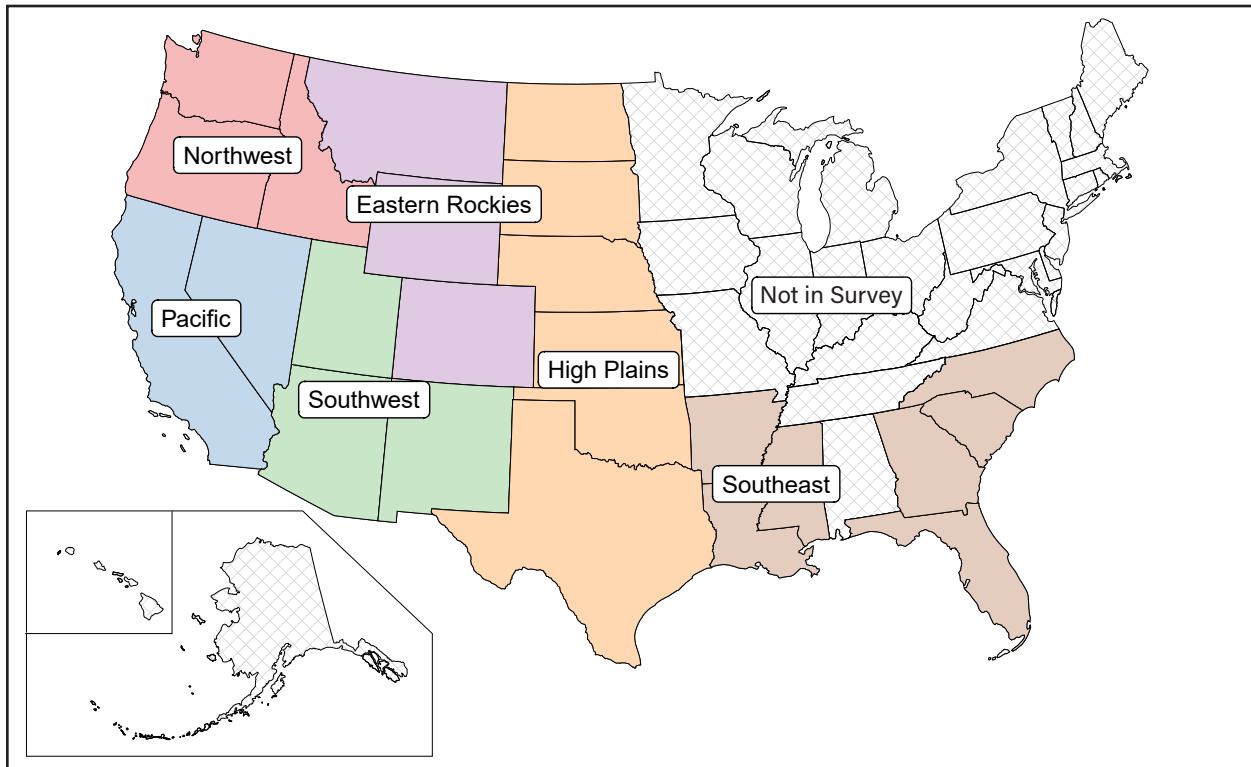 Northwest
Eastern Rockies
Not in Survey
Pacific
High Plains
Southwest
Southeast